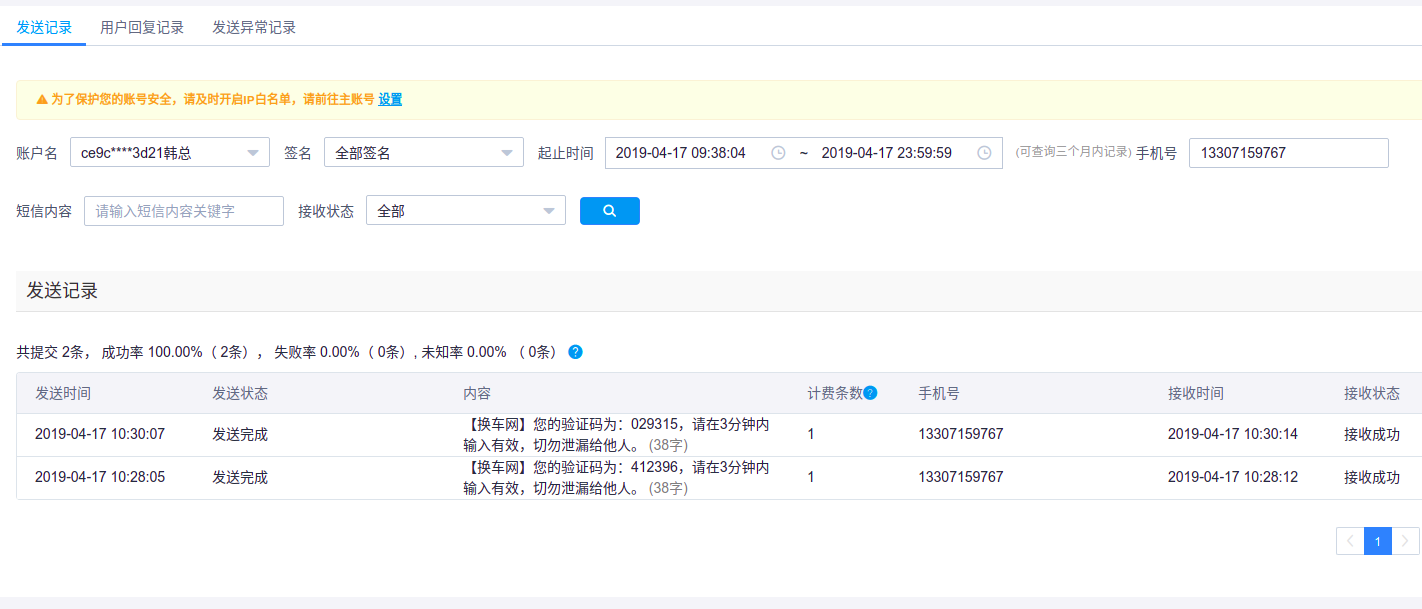 发送记录 用户回复记录 发送异常记录
为了保护您的账号安全，请及时开启IP白名单，请前往主账号 设置
账户名 ce9c****3d21韩总 签名 全部签名 起止时间 2019-04-17 09:38:04 ~ 2019-04-17 23:59:59 (可查询三个月内记录) 手机号 13307159767
短信内容 请输入短信内容关键字 接收状态 全部
发送记录
共提交 2条， 成功率 100.00%（ 2条）， 失败率 0.00%（ 0条）, 未知率 0.00% （ 0条） ?
发送时间 发送状态 内容 计费条数? 手机号 接收时间 接收状态
2019-04-17 10:30:07 发送完成 【换车网】您的验证码为：029315，请在3分钟内 1 13307159767 2019-04-17 10:30:14 接收成功
输入有效，切勿泄漏给他人。 (38字)
2019-04-17 10:28:05 发送完成 【换车网】您的验证码为：412396，请在3分钟内 1 13307159767 2019-04-17 10:28:12 接收成功
输入有效，切勿泄漏给他人。 (38字)
1